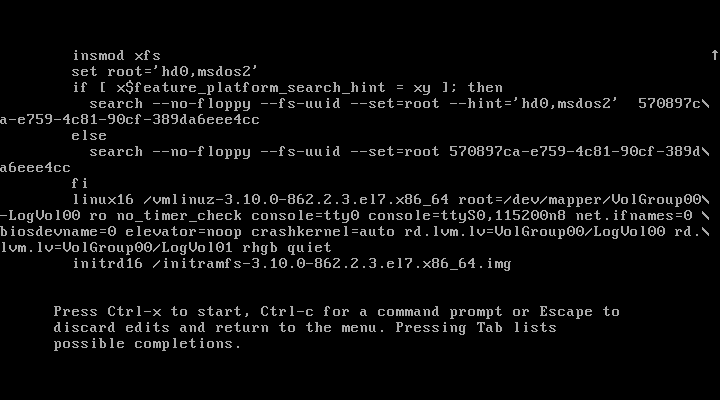 insmod xfs
set root='hd0,msdos2'
if [ x$feature_platform_search_hint = xy ]; then
search --no-floppy --fs-uuid --set=root --hint='hd0,msdos2'  570897c\
a-e759-4c81-90cf-389da6eee4cc
else
search --no-floppy --fs-uuid --set=root 570897ca-e759-4c81-90cf-389d\
a6eee4cc
fi
linux16 /vmlinuz-3.10.0-862.2.3.el7.x86_64 root=/dev/mapper/VolGroup00\
-LogVol00 ro no_timer_check console=tty0 console=ttyS0,115200n8 net.ifnames=0 \
biosdevname=0 elevator=noop crashkernel=auto rd.lvm.lv=VolGroup00/LogVol00 rd.\
lvm.lv=VolGroup00/LogVol01 rhgb quiet
initrd16 /initramfs-3.10.0-862.2.3.el7.x86_64.img
Press Ctrl-x to start, Ctrl-c for a command prompt or Escape to
discard edits and return to the menu. Pressing Tab lists
possible completions.